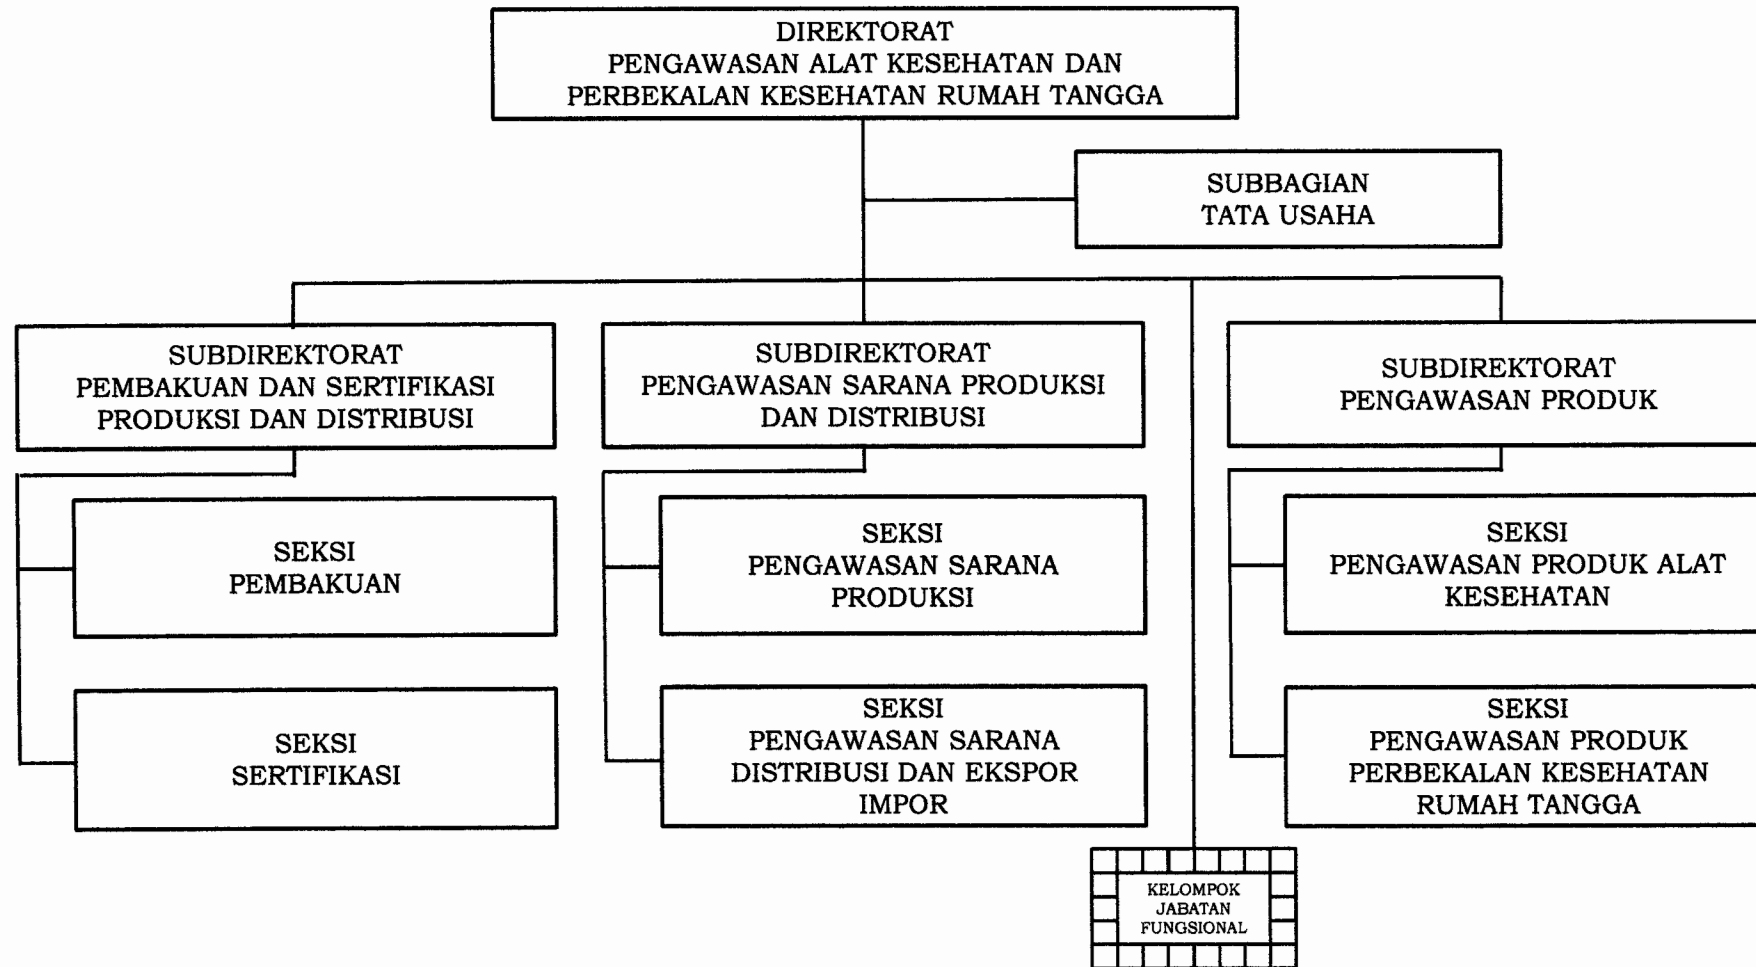 DIREKTORAT
PENGAWASAN ALAT KESEHATAN DAN
PERBEKALAN KESEHATAN RUMAH TANGGA
SUBBAGIAN
TATA USAHA
SUBDIREKTORAT
PEMBAKUAN DAN SERTIFIKASI
PRODUKSI DAN DISTRIBUSI
SUBDIREKTORAT
PENGAWASAN SARANA PRODUKSI
DAN DISTRIBUSI
SUBDIREKTORAT
PENGAWASAN PRODUK
SEKSI
PEMBAKUAN
SEKSI
PENGAWASAN SARANA
PRODUKSI
SEKSI
PENGAWASAN PRODUK ALAT
KESEHATAN
SEKSI
SERTIFIKASI
SEKSI
PENGAWASAN SARANA
DISTRIBUSI DAN EKSPOR
IMPOR
SEKSI
PENGAWASAN PRODUK
PERBEKALAN KESEHATAN
RUMAH TANGGA
KELOMPOK
JABATAN
FUNGSIONAL